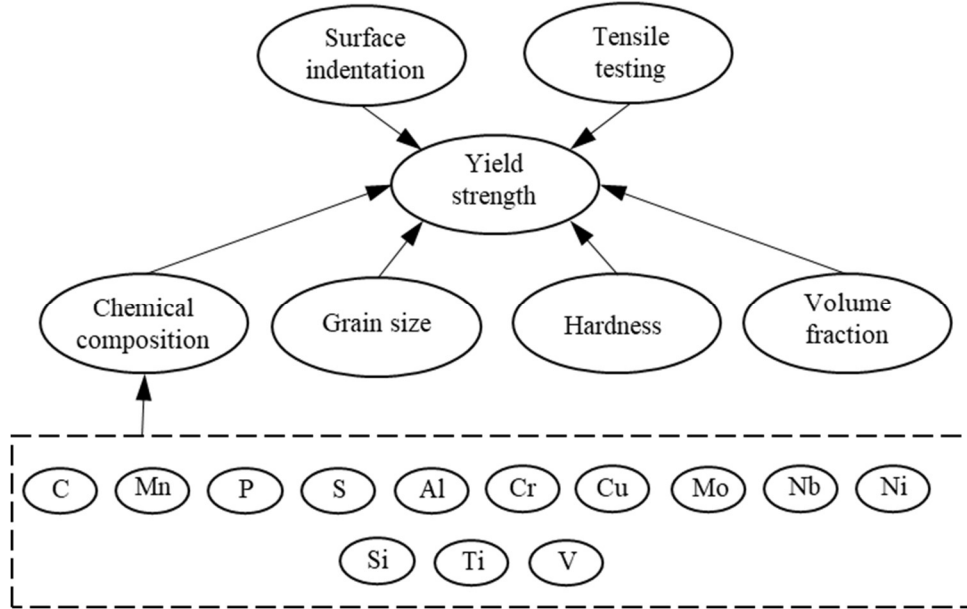 Surface
indentation
Tensile
testing
Yield
strength
Chemical
composition
Grain size
Hardness
Volume
fraction
C
Mn
P
S
Al
Cr
Cu
Mo
Nb
Ni
Si
Ti
V